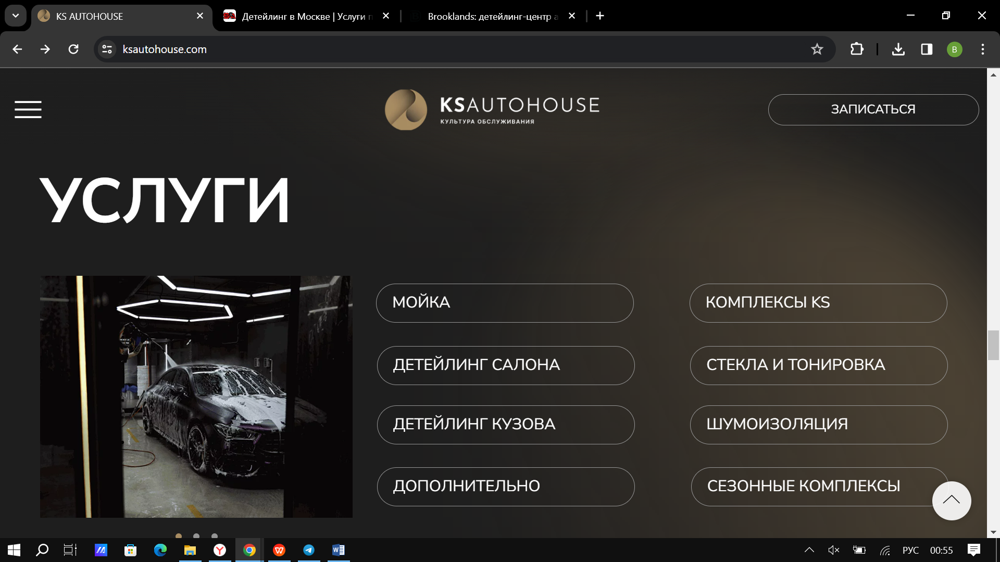 KS AUTOHOUSE
Детейлинг в Москве | Услуги п
Brooklands: детейлинг-центр а
ksautohouse.com
B
KSAUTOHOUSE
КУЛЬТУРА ОБСЛУЖИВАНИЯ
ЗАПИСАТЬСЯ
УСЛУГИ
МОЙКА
КОМПЛЕКСЫ KS
ДЕТЕЙЛИНГ САЛОНА
СТЕКЛА И ТОНИРОВКА
ДЕТЕЙЛИНГ КУЗОВА
ШУМОИЗОЛЯЦИЯ
ДОПОЛНИТЕЛЬНО
СЕЗОННЫЕ КОМПЛЕКСЫ
РУС
00:55